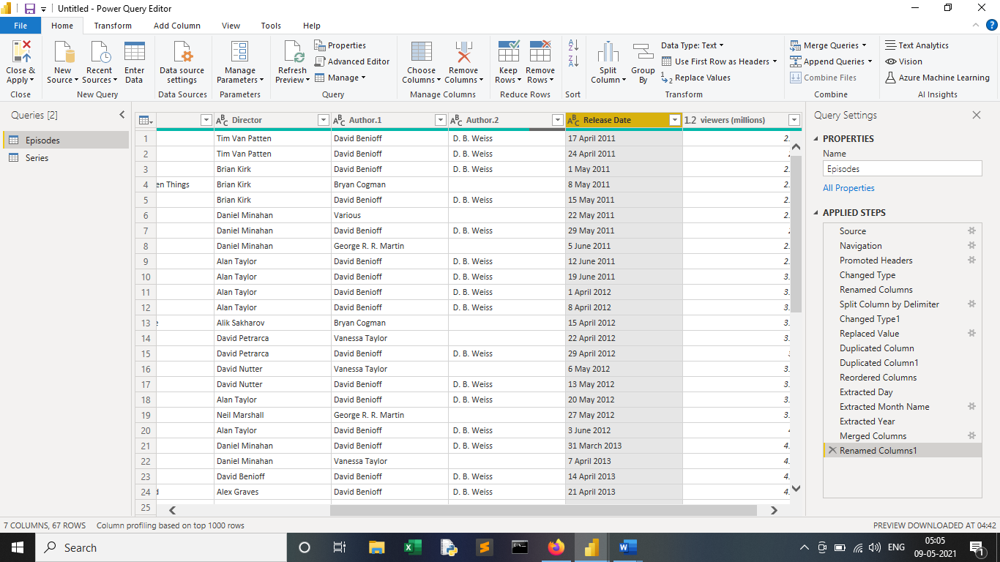 Untitled - Power Query Editor
File Home Transform Add Column View Tools Help
Close & Apply
New Source
Recent Sources
Enter Data
Data source settings
Manage Parameters
Refresh Preview
Properties
Advanced Editor
Manage
Choose Columns
Remove Columns
Keep Rows
Remove Rows
Split Column
Group By
Data Type: Text
Use First Row as Headers
Replace Values
Merge Queries
Append Queries
Combine Files
Text Analytics
Vision
Azure Machine Learning
Close New Query Data Sources Parameters Query Manage Columns Reduce Rows Sort Transform Combine AI Insights
Queries [2]
Episodes
Series
Director Author.1 Author.2 Release Date 1.2 viewers (millions)
1 Tim Van Patten David Benioff D. B. Weiss 17 April 2011 2.
2 Tim Van Patten David Benioff D. B. Weiss 24 April 2011
3 Brian Kirk David Benioff D. B. Weiss 1 May 2011 2.
4 en Things Brian Kirk Bryan Cogman 8 May 2011 2.
5 Brian Kirk David Benioff D. B. Weiss 15 May 2011 2.
6 Daniel Minahan Various 22 May 2011 2.
7 Daniel Minahan David Benioff D. B. Weiss 29 May 2011
8 Daniel Minahan George R. R. Martin 5 June 2011 2.
9 Alan Taylor David Benioff D. B. Weiss 12 June 2011 2.
10 Alan Taylor David Benioff D. B. Weiss 19 June 2011 3.
11 Alan Taylor David Benioff D. B. Weiss 1 April 2012 3.
12 Alan Taylor David Benioff D. B. Weiss 8 April 2012 3.
13 Alik Sakharov Bryan Cogman 15 April 2012 3.
14 David Petrarca Vanessa Taylor 22 April 2012 3.
15 David Petrarca David Benioff D. B. Weiss 29 April 2012
16 David Nutter Vanessa Taylor 6 May 2012 3.
17 David Nutter David Benioff D. B. Weiss 13 May 2012 3.
18 Alan Taylor David Benioff D. B. Weiss 20 May 2012 3.
19 Neil Marshall George R. R. Martin 27 May 2012 3.
20 Alan Taylor David Benioff D. B. Weiss 3 June 2012
21 Daniel Minahan David Benioff D. B. Weiss 31 March 2013 4.
22 Daniel Minahan Vanessa Taylor 7 April 2013 4.
23 David Benioff David Benioff D. B. Weiss 14 April 2013 4.
24 Alex Graves David Benioff D. B. Weiss 21 April 2013 4.
25
Query Settings
PROPERTIES
Name
Episodes
All Properties
APPLIED STEPS
Source
Navigation
Promoted Headers
Changed Type
Renamed Columns
Split Column by Delimiter
Changed Type1
Replaced Value
Duplicated Column
Duplicated Column1
Reordered Columns
Extracted Day
Extracted Month Name
Extracted Year
Merged Columns
Renamed Columns1
7 COLUMNS, 67 ROWS Column profiling based on top 1000 rows PREVIEW DOWNLOADED AT 04:42
Search
ENG
05:05
09-05-2021
1